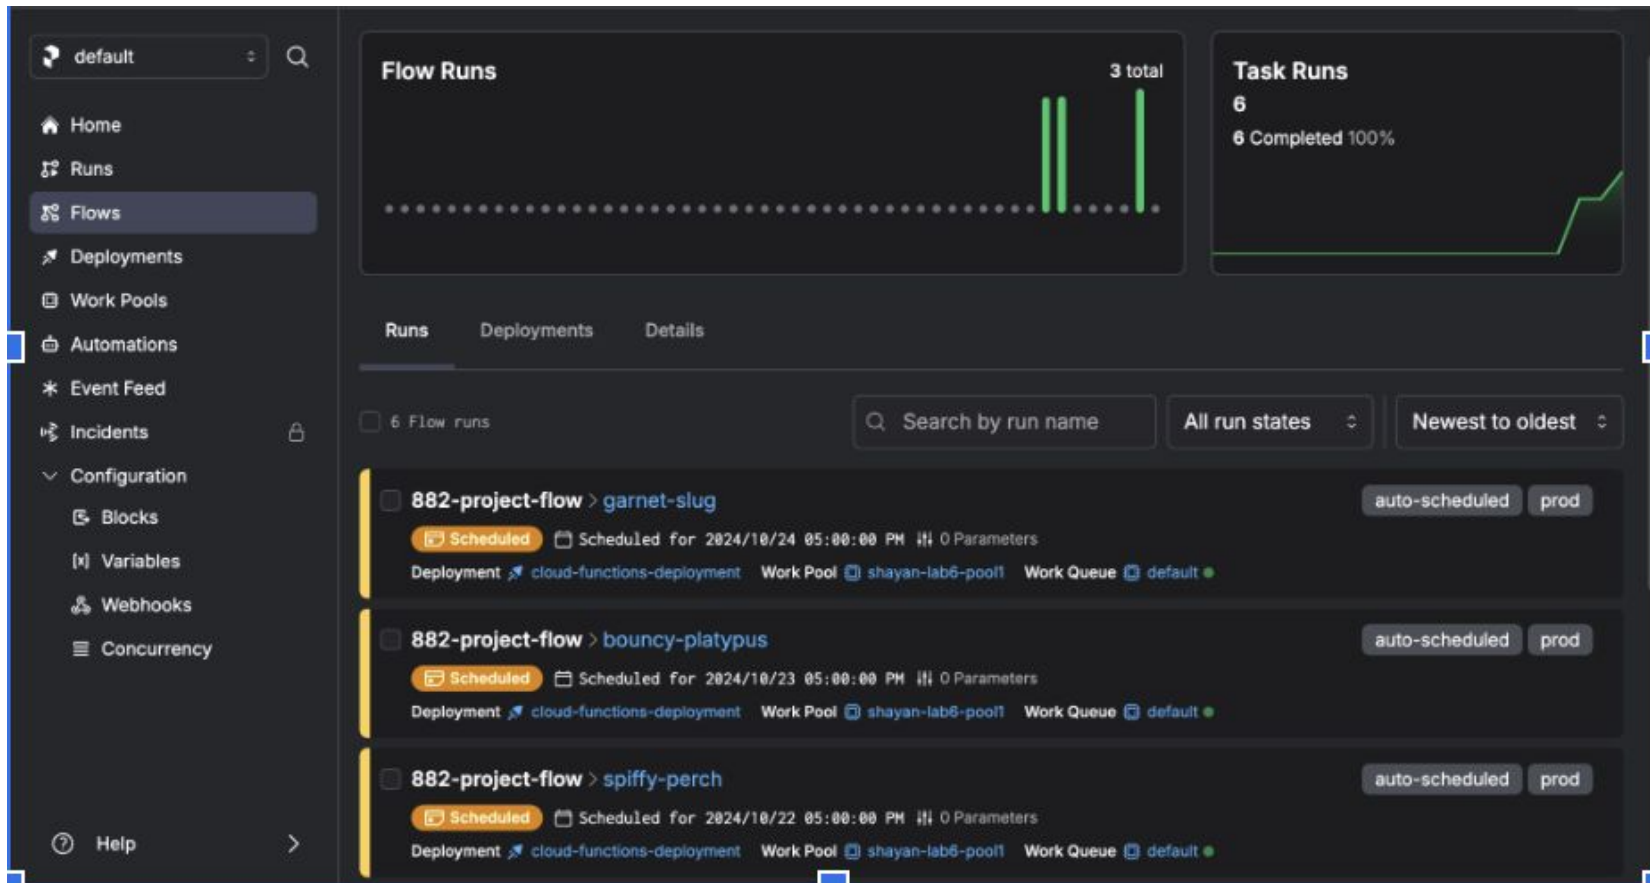 default
Home
Runs
Flows
Deployments
Work Pools
Automations
Event Feed
Incidents
Configuration
Blocks
Variables
Webhooks
Concurrency
Help
Flow Runs
3 total
Task Runs
6
6 Completed 100%
Runs Deployments Details
6 Flow runs
Search by run name
All run states
Newest to oldest
882-project-flow > garnet-slug
auto-scheduled prod
Scheduled Scheduled for 2024/10/24 05:00:00 PM 0 Parameters
Deployment cloud-functions-deployment Work Pool shayan-lab6-pool1 Work Queue default
882-project-flow > bouncy-platypus
auto-scheduled prod
Scheduled Scheduled for 2024/10/23 05:00:00 PM 0 Parameters
Deployment cloud-functions-deployment Work Pool shayan-lab6-pool1 Work Queue default
882-project-flow > spiffy-perch
auto-scheduled prod
Scheduled Scheduled for 2024/10/22 05:00:00 PM 0 Parameters
Deployment cloud-functions-deployment Work Pool shayan-lab6-pool1 Work Queue default